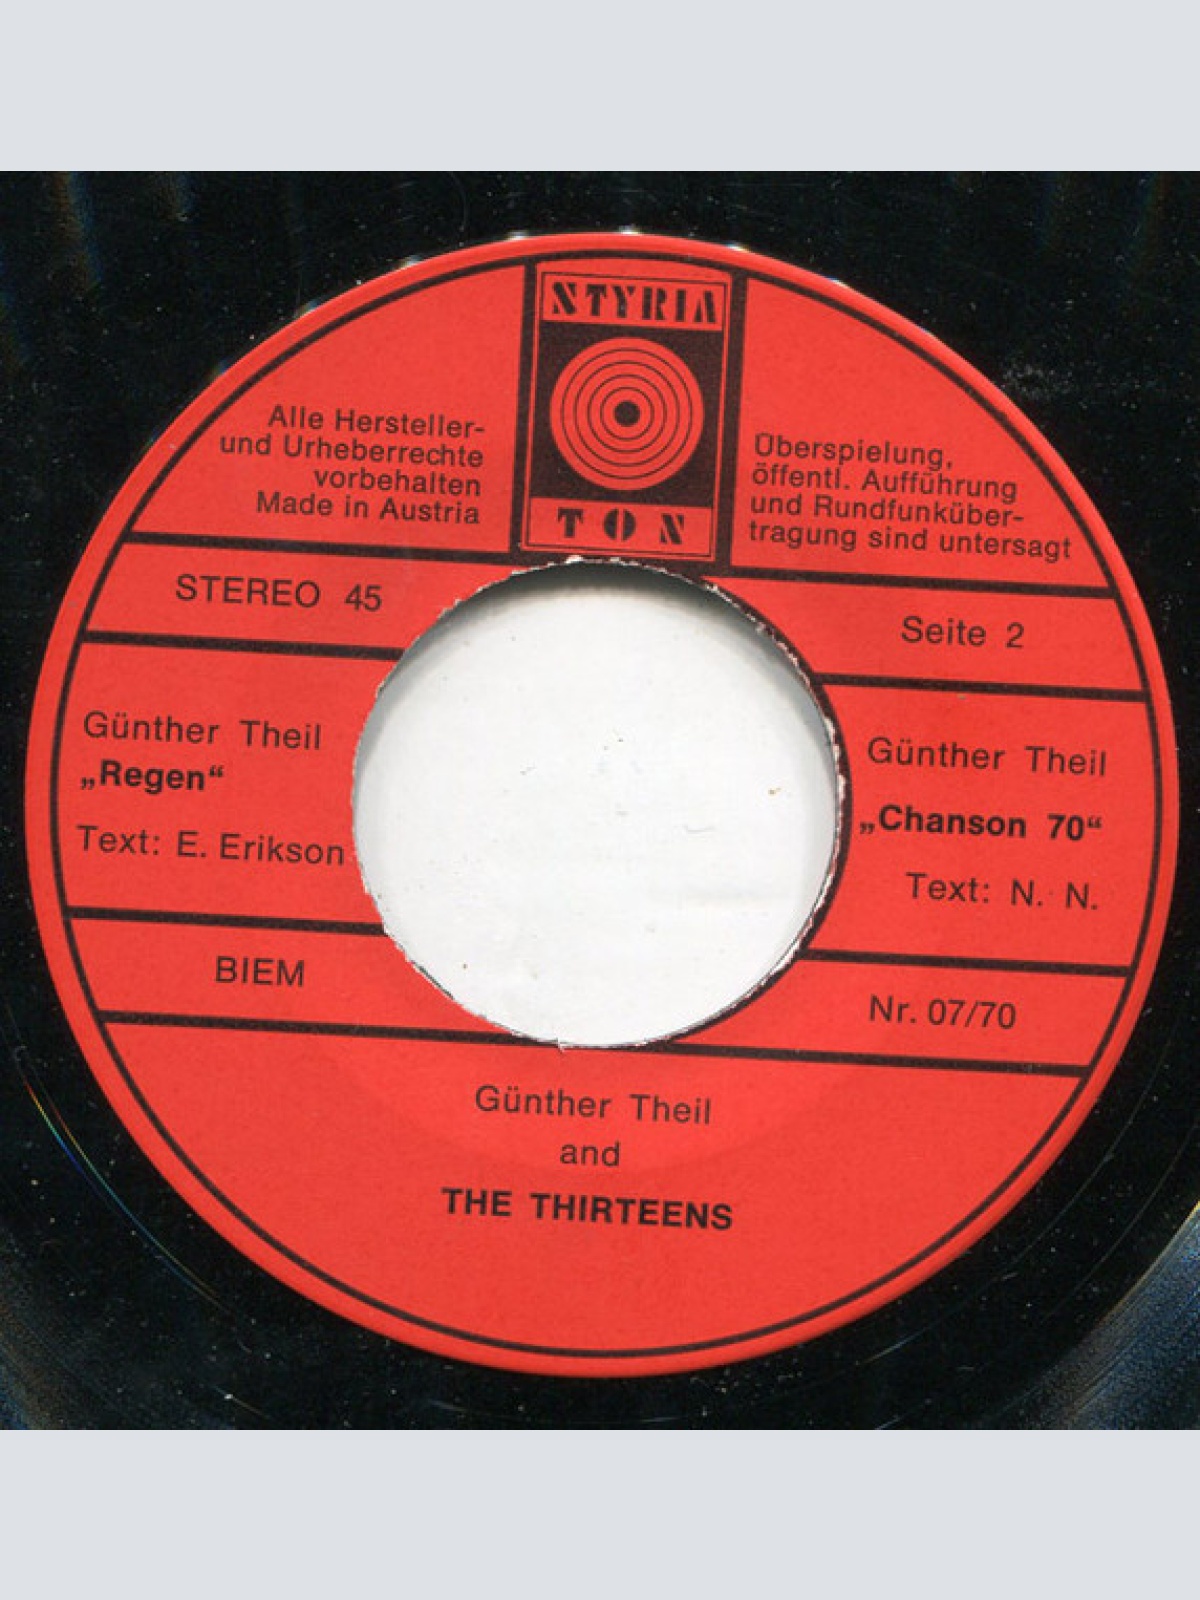 STYRIA
TON
Alle Hersteller-
und Urheberrechte
vorbehalten
Made in Austria
Überspielung,
öffentl. Aufführung
und Rundfunküber-
tragung sind untersagt
STEREO 45
Seite 2
Günther Theil
„Regen“
Text: E. Erikson
Günther Theil
„Chanson 70“
Text: N. N.
BIEM
Nr. 07/70
Günther Theil
and
THE THIRTEENS